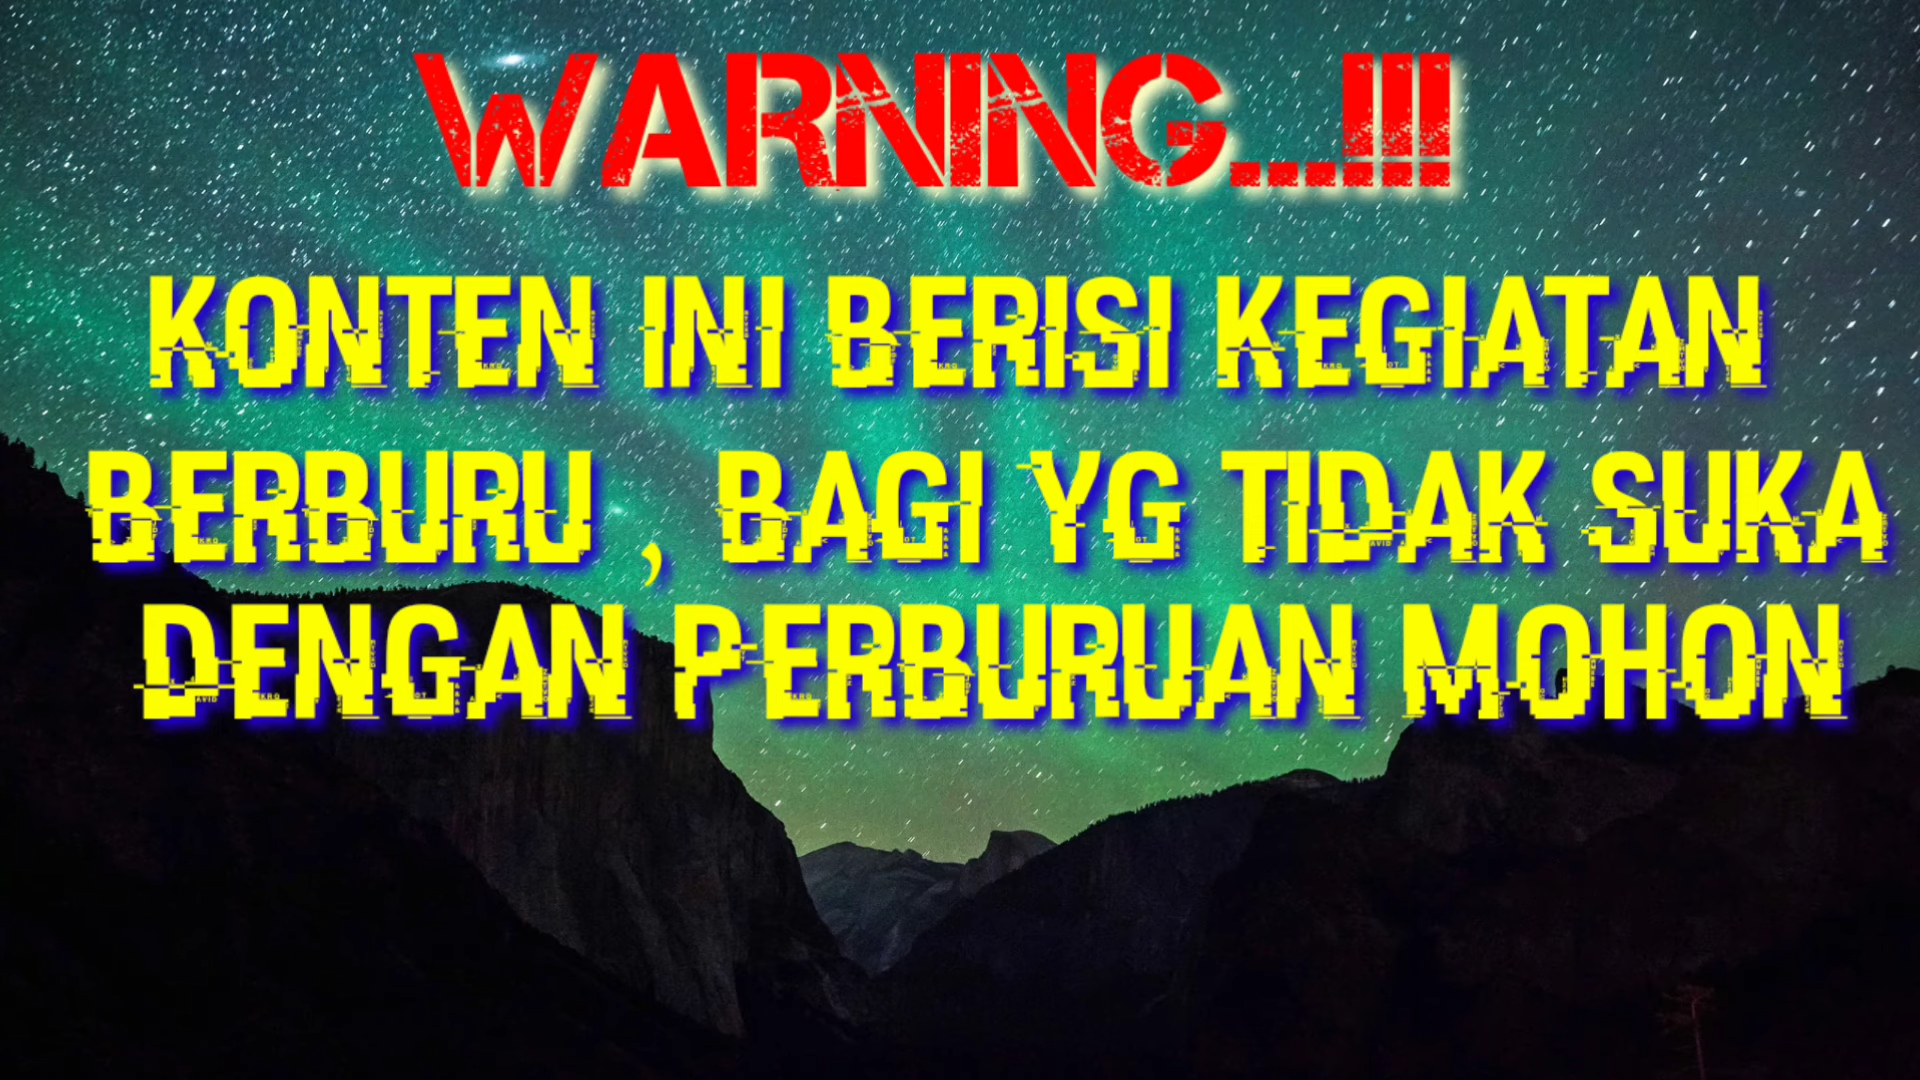 WARNING...!!!
KONTEN INI BERISI KEGIATAN
BERBURU , BAGI YG TIDAK SUKA
DENGAN PERBURUAN MOHON